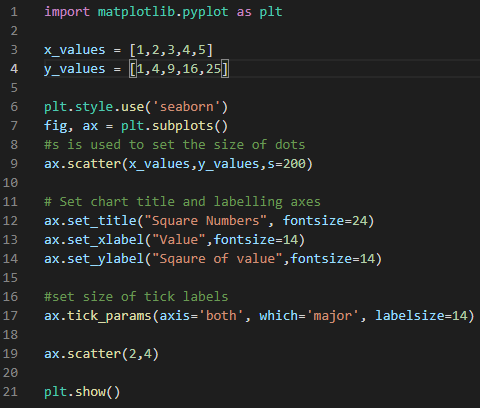 1 import matplotlib.pyplot as plt
2
3 x_values = [1,2,3,4,5]
4 y_values = [1,4,9,16,25]
5
6 plt.style.use('seaborn')
7 fig, ax = plt.subplots()
8 #s is used to set the size of dots
9 ax.scatter(x_values,y_values,s=200)
10
11 # Set chart title and labelling axes
12 ax.set_title("Square Numbers", fontsize=24)
13 ax.set_xlabel("Value",fontsize=14)
14 ax.set_ylabel("Sqaure of value",fontsize=14)
15
16 #set size of tick labels
17 ax.tick_params(axis='both', which='major', labelsize=14)
18
19 ax.scatter(2,4)
20
21 plt.show()